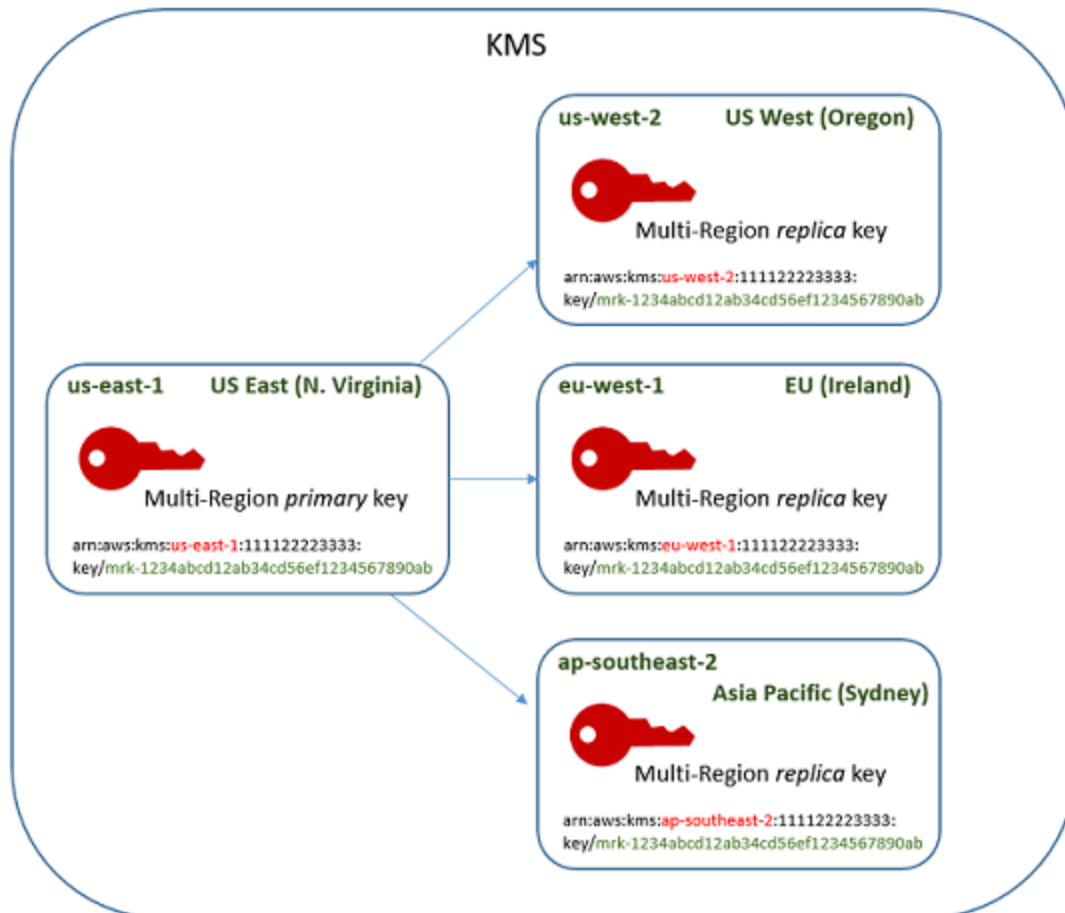 KMS
us-west-2 US West (Oregon)
Multi-Region replica key
arn:aws:kms:us-west-2:111122223333:
key/mrk-1234abcd12ab34cd56ef1234567890ab
us-east-1 US East (N. Virginia)
Multi-Region primary key
arn:aws:kms:us-east-1:111122223333:
key/mrk-1234abcd12ab34cd56ef1234567890ab
eu-west-1 EU (Ireland)
Multi-Region replica key
arn:aws:kms:eu-west-1:111122223333:
key/mrk-1234abcd12ab34cd56ef1234567890ab
ap-southeast-2
Asia Pacific (Sydney)
Multi-Region replica key
arn:aws:kms:ap-southeast-2:111122223333:
key/mrk-1234abcd12ab34cd56ef1234567890ab